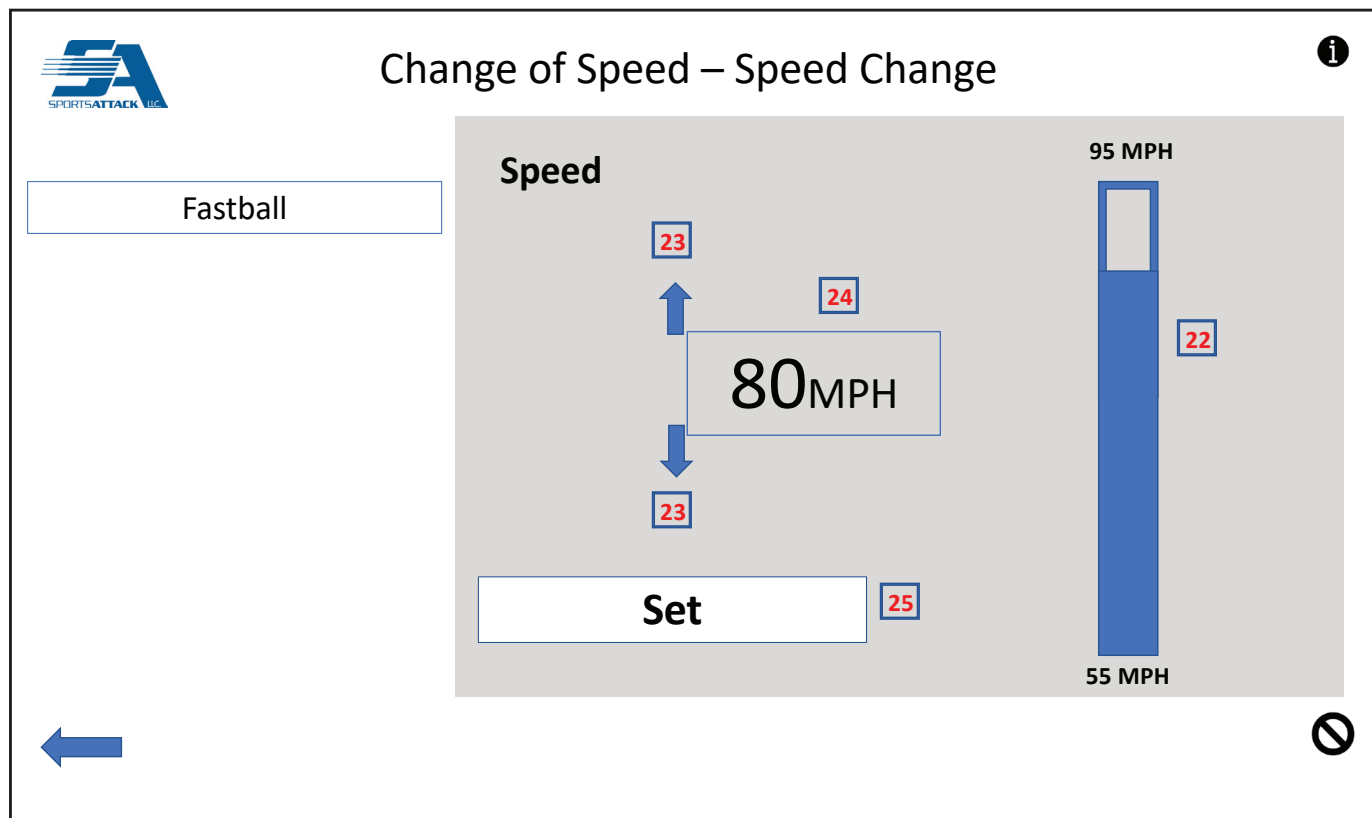 SPORTSATTACK LLC.
Change of Speed – Speed Change
i
Fastball
Speed
95 MPH
23
24
22
80MPH
23
Set
25
55 MPH